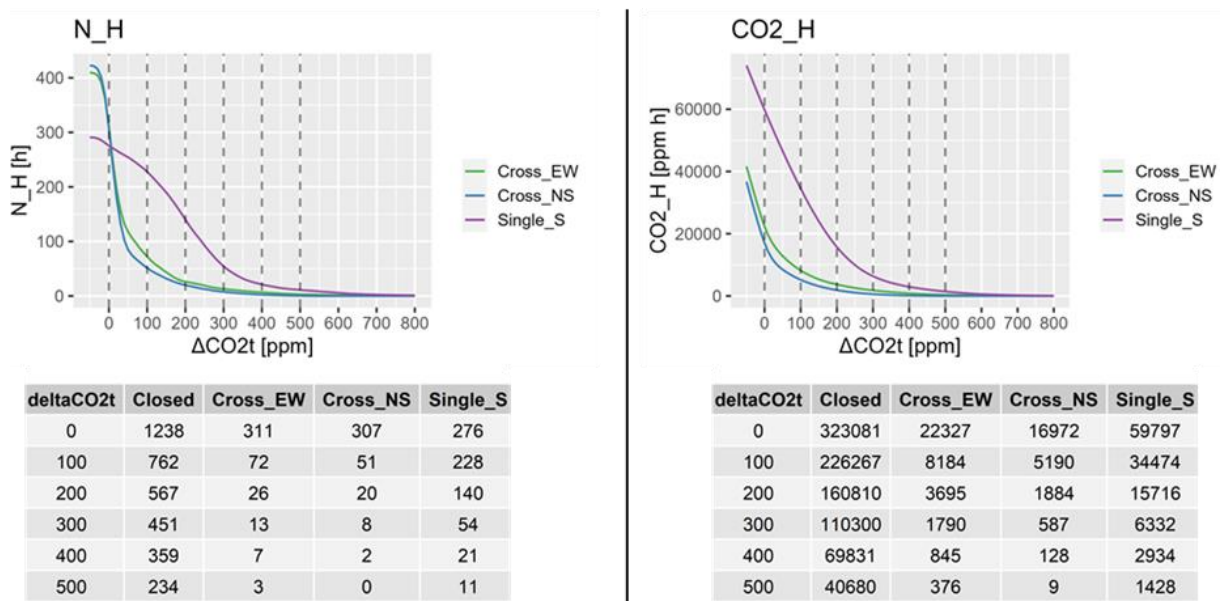 N_H
400
300
200
100
0
N_H [h]
0 100 200 300 400 500 600 700 800
ΔCO2t [ppm]
Cross_EW
Cross_NS
Single_S
deltaCO2t Closed Cross_EW Cross_NS Single_S
0 1238 311 307 276
100 762 72 51 228
200 567 26 20 140
300 451 13 8 54
400 359 7 2 21
500 234 3 0 11
CO2_H
60000
40000
20000
0
CO2_H [ppm h]
0 100 200 300 400 500 600 700 800
ΔCO2t [ppm]
Cross_EW
Cross_NS
Single_S
deltaCO2t Closed Cross_EW Cross_NS Single_S
0 323081 22327 16972 59797
100 226267 8184 5190 34474
200 160810 3695 1884 15716
300 110300 1790 587 6332
400 69831 845 128 2934
500 40680 376 9 1428